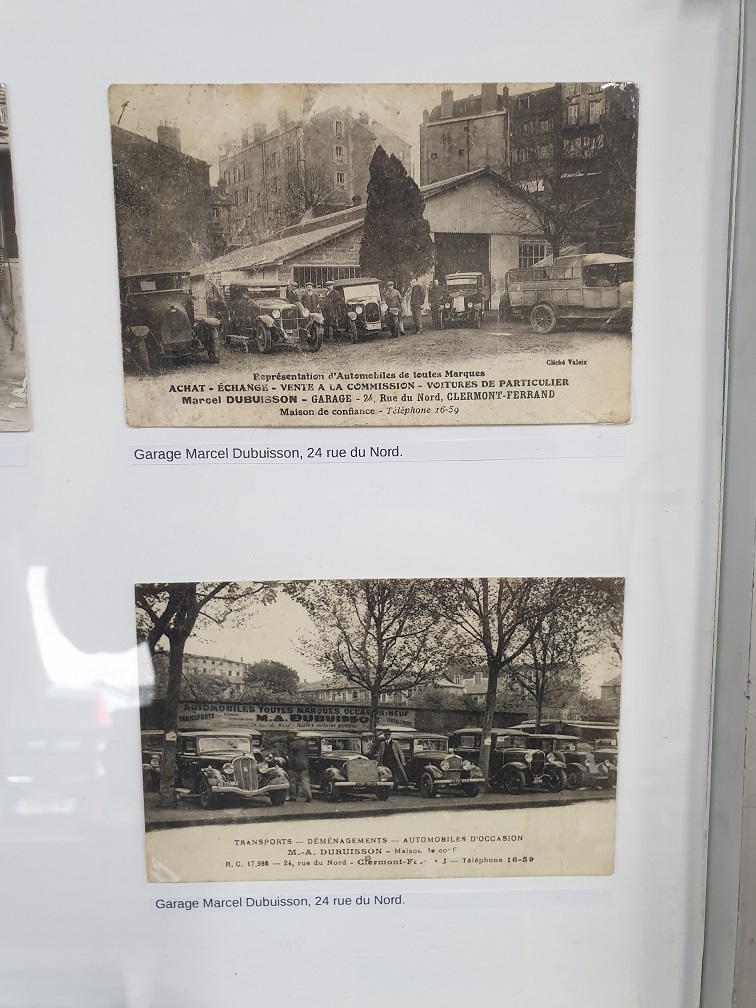 Cliché Valeix
Représentation d'Automobiles de toutes Marques
ACHAT - ÉCHANGE - VENTE A LA COMMISSION - VOITURES DE PARTICULIER
Marcel DUBUISSON - GARAGE - 24, Rue du Nord, CLERMONT-FERRAND
Maison de confiance - Téléphone 16-59
Garage Marcel Dubuisson, 24 rue du Nord.
AUTOMOBILES TOUTES MARQUES OCCASION NEUF
TRANSPORTS M.A. DUBUISSON
TRANSPORTS — DÉMÉNAGEMENTS — AUTOMOBILES D'OCCASION
M.-A. DUBUISSON - Maison
R. C. 17.986 — 24, rue du Nord - — Téléphone 16-59
Garage Marcel Dubuisson, 24 rue du Nord.